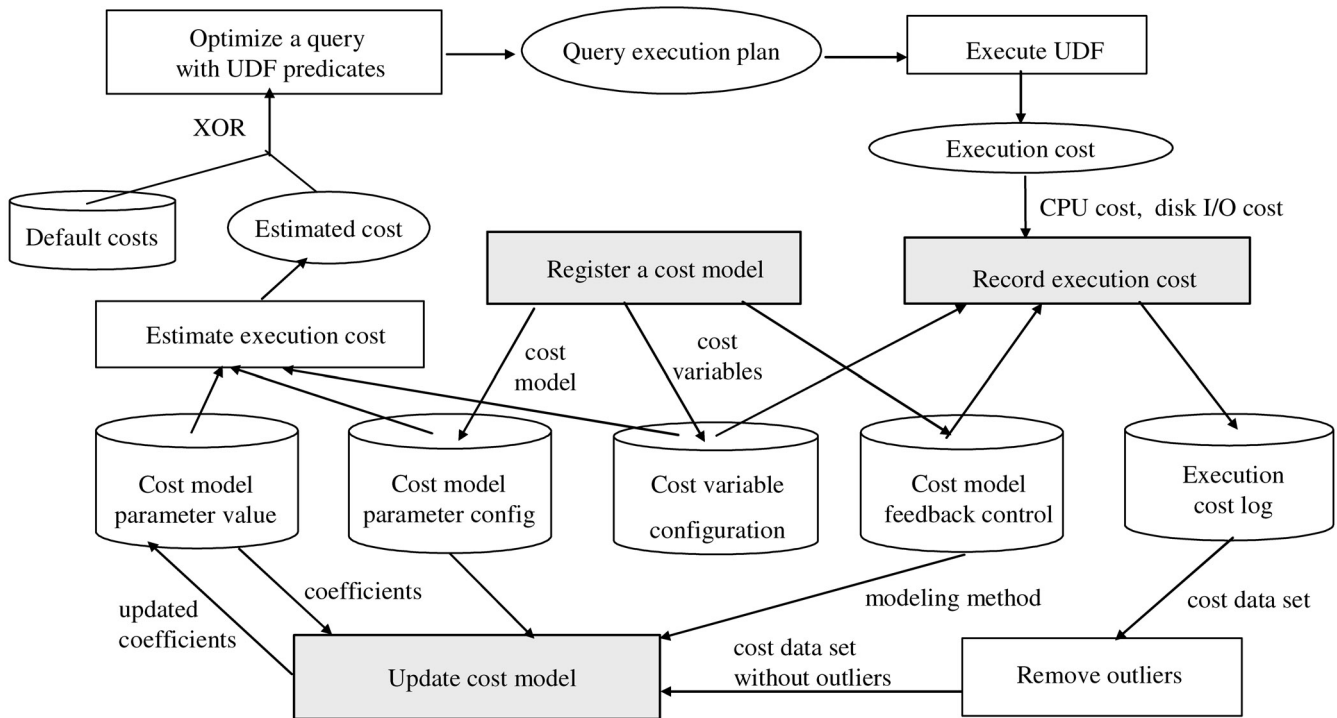 Optimize a query
with UDF predicates
Query execution plan
Execute UDF
XOR
Execution cost
CPU cost, disk I/O cost
Default costs
Estimated cost
Register a cost model
Record execution cost
Estimate execution cost
cost
model
cost
variables
Cost model
parameter value
Cost model
parameter config
Cost variable
configuration
Cost model
feedback control
Execution
cost log
updated
coefficients
coefficients
modeling method
cost data set
Update cost model
cost data set
without outliers
Remove outliers